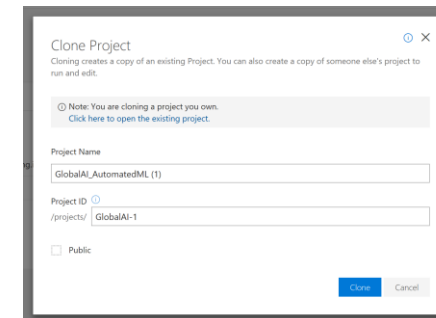 Clone Project
Cloning creates a copy of an existing Project. You can also create a copy of someone else's project to
run and edit.
Note: You are cloning a project you own.
Click here to open the existing project.
Project Name
GlobalAI_AutomatedML (1)
Project ID
/projects/ GlobalAI-1
Public
Clone Cancel